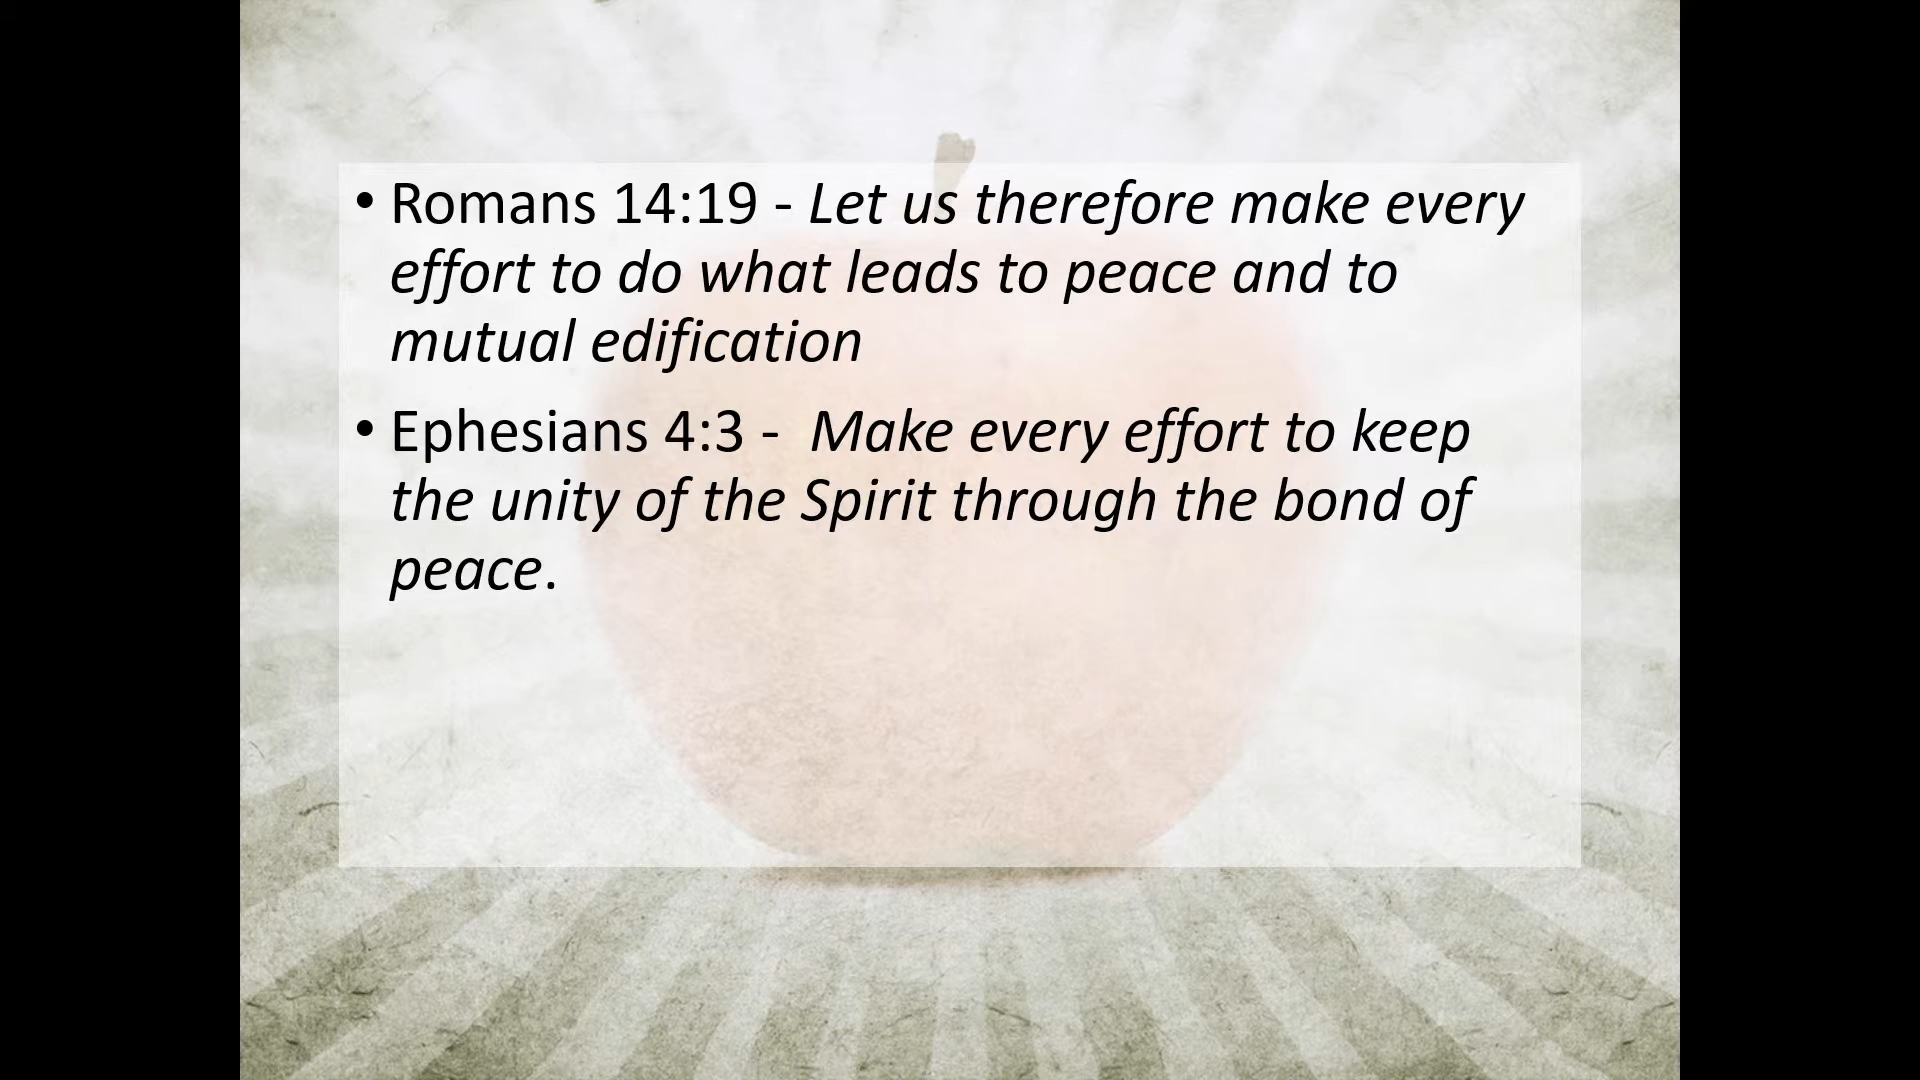 • Romans 14:19 - Let us therefore make every
effort to do what leads to peace and to
mutual edification
• Ephesians 4:3 -  Make every effort to keep
the unity of the Spirit through the bond of
peace.